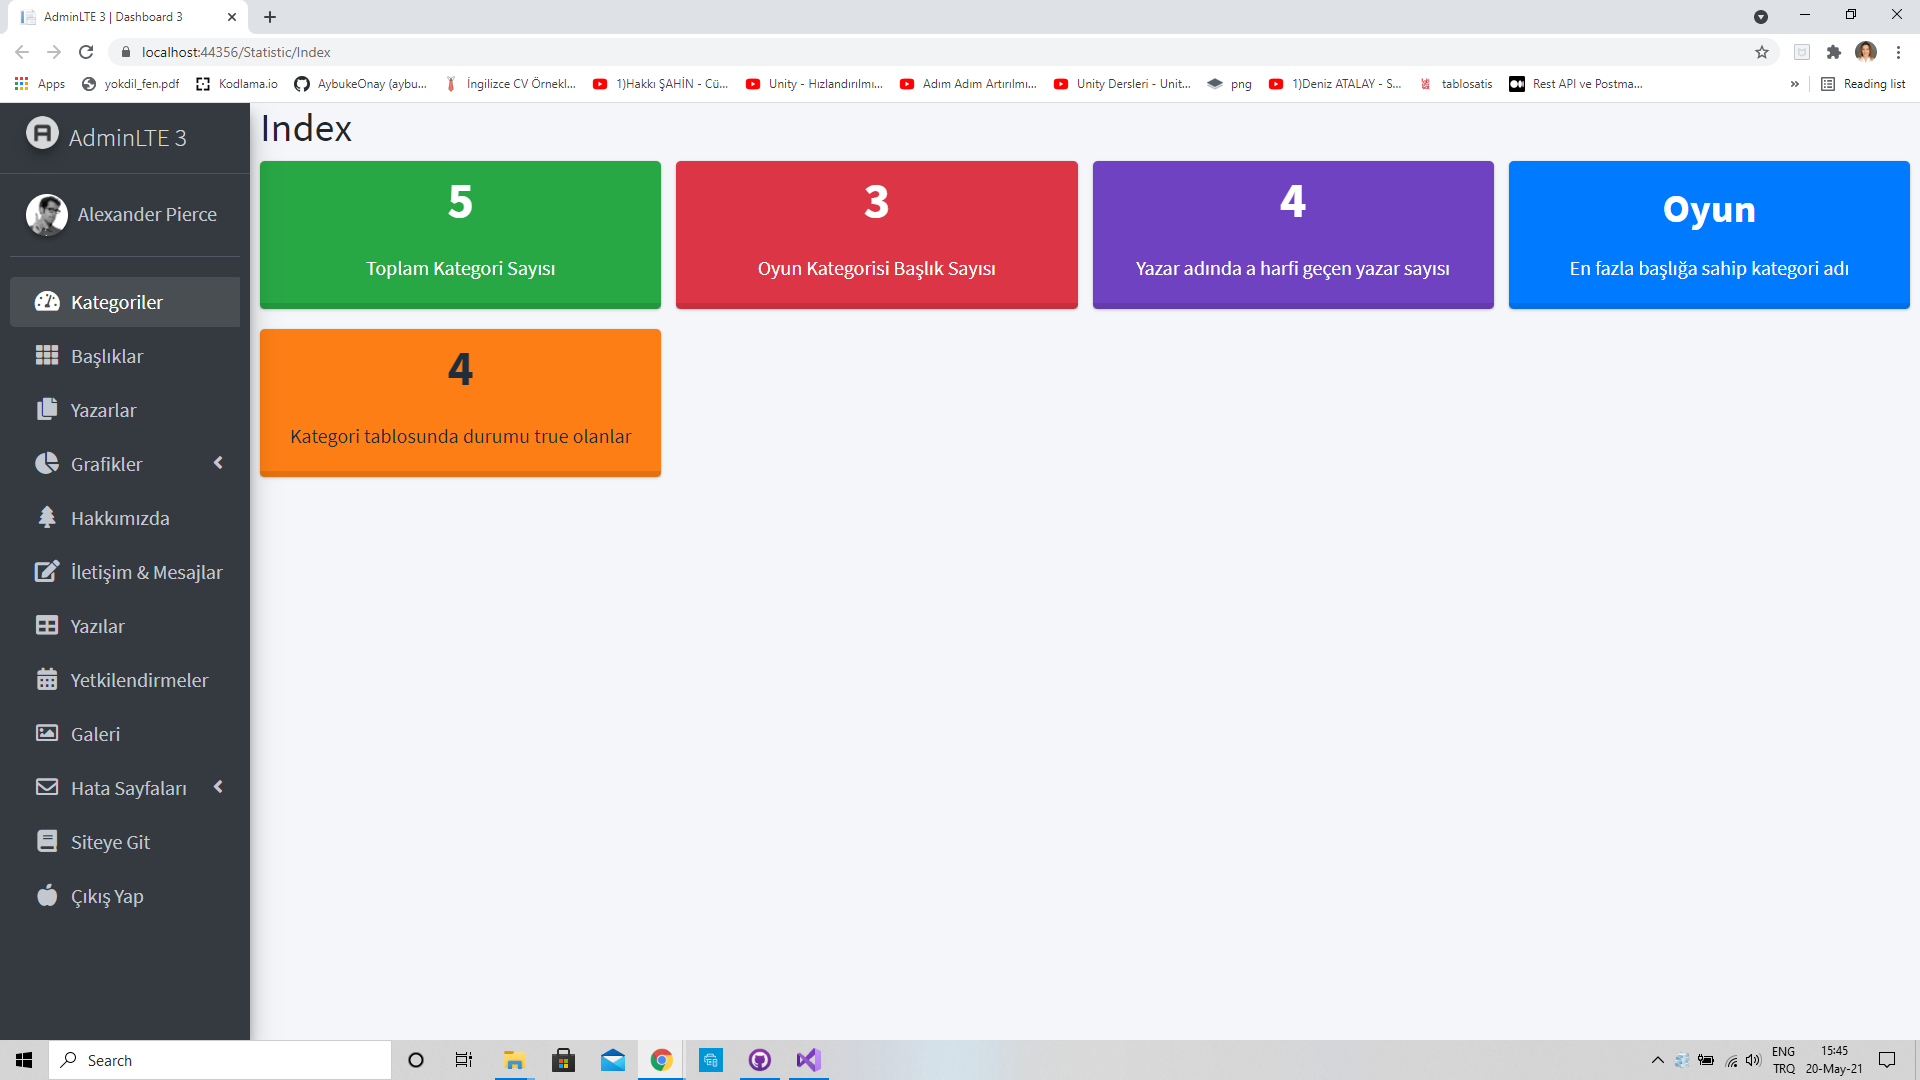 AdminLTE 3 | Dashboard 3
localhost:44356/Statistic/Index
Apps yokdil_fen.pdf Kodlama.io AybukeOnay (aybu... İngilizce CV Örnekl... 1)Hakkı ŞAHİN - Cü... Unity - Hızlandırılmı... Adım Adım Artırılmı... Unity Dersleri - Unit... png 1)Deniz ATALAY - S... tablosatis Rest API ve Postma... » Reading list
AdminLTE 3
Alexander Pierce
Kategoriler
Başlıklar
Yazarlar
Grafikler
Hakkımızda
İletişim & Mesajlar
Yazılar
Yetkilendirmeler
Galeri
Hata Sayfaları
Siteye Git
Çıkış Yap
Index
5
Toplam Kategori Sayısı
3
Oyun Kategorisi Başlık Sayısı
4
Yazar adında a harfi geçen yazar sayısı
Oyun
En fazla başlığa sahip kategori adı
4
Kategori tablosunda durumu true olanlar
Search
ENG
TRQ
15:45
20-May-21